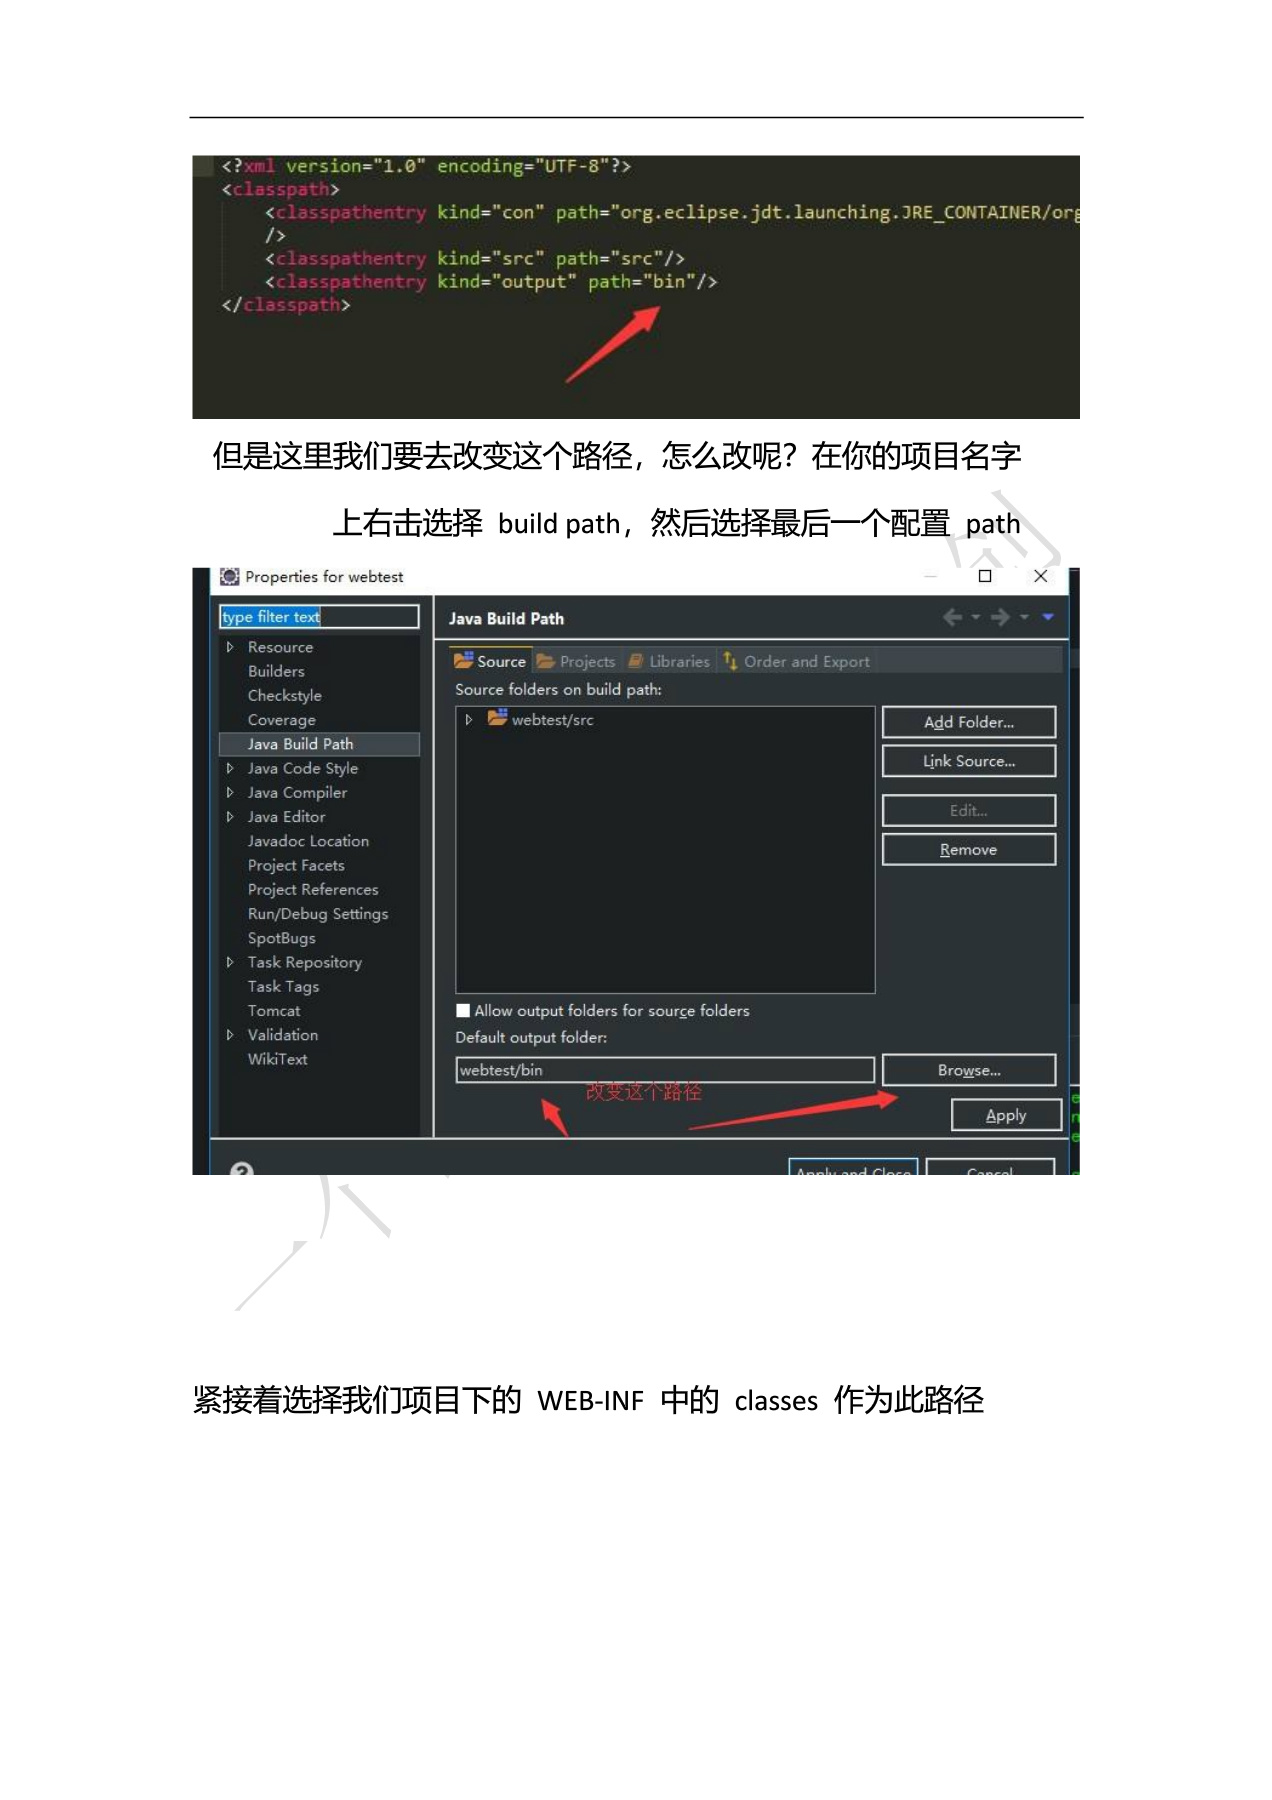 <?xml version="1.0" encoding="UTF-8"?>
<classpath>
<classpathentry kind="con" path="org.eclipse.jdt.launching.JRE_CONTAINER/org
/>
<classpathentry kind="src" path="src"/>
<classpathentry kind="output" path="bin"/>
</classpath>
但是这里我们要去改变这个路径，怎么改呢？在你的项目名字
上右击选择 build path，然后选择最后一个配置 path
Properties for webtest
type filter text
Resource
Builders
Checkstyle
Coverage
Java Build Path
Java Code Style
Java Compiler
Java Editor
Javadoc Location
Project Facets
Project References
Run/Debug Settings
SpotBugs
Task Repository
Task Tags
Tomcat
Validation
WikiText
Java Build Path
Source Projects Libraries Order and Export
Source folders on build path:
webtest/src
Add Folder...
Link Source...
Edit...
Remove
Allow output folders for source folders
Default output folder:
webtest/bin
Browse...
改变这个路径
Apply
Apply and Close
Cancel
紧接着选择我们项目下的 WEB-INF 中的 classes 作为此路径